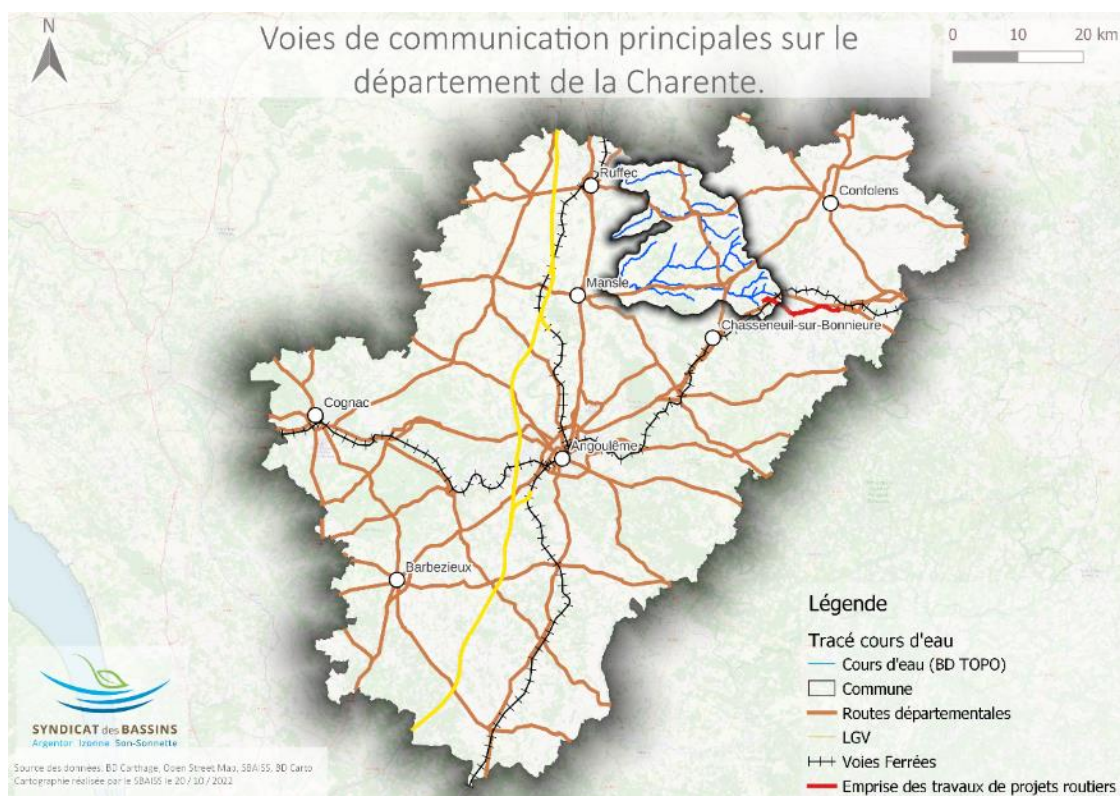 Voies de communication principales sur le
département de la Charente.
N
0 10 20 km
Ruffec
Confolens
Mansle
Chasseneuil-sur-Bonnieure
Cognac
Angoulême
Barbezieux
Légende
Tracé cours d'eau
Cours d'eau (BD TOPO)
Commune
Routes départementales
LGV
Voies Ferrées
Emprise des travaux de projets routiers
SYNDICAT des BASSINS
Argentor Izonne Son-Sonnette
Source des données: BD Carthage, Open Street Map, SBAISS, BD Carto
Cartographie réalisée par le SBAISS le 20 / 10 / 2022